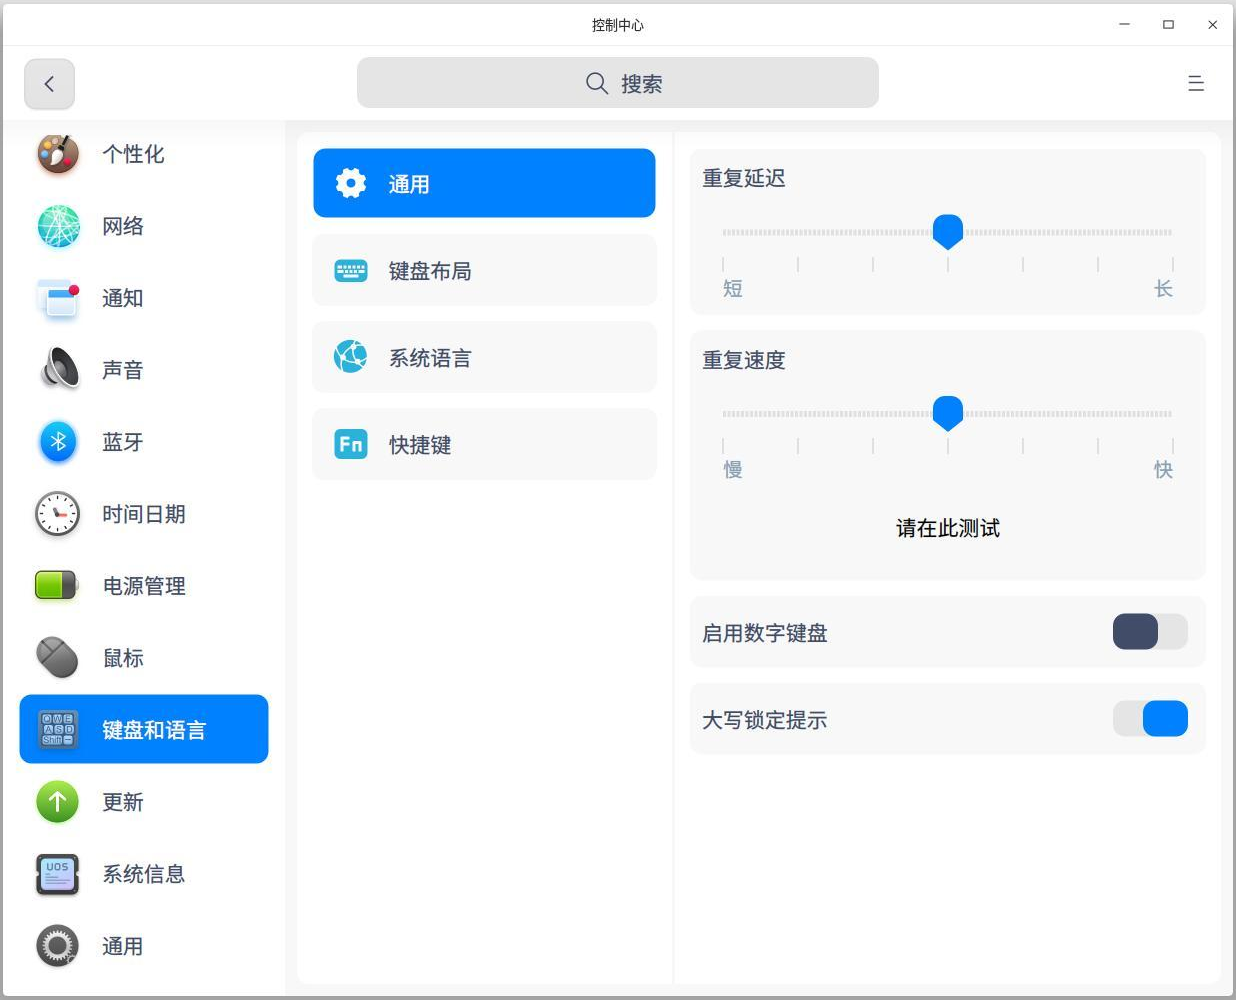 控制中心
搜索
个性化
网络
通知
声音
蓝牙
时间日期
电源管理
鼠标
键盘和语言
更新
UOS
系统信息
通用
通用
键盘布局
系统语言
Fn
快捷键
重复延迟
短 长
重复速度
慢 快
请在此测试
启用数字键盘
大写锁定提示